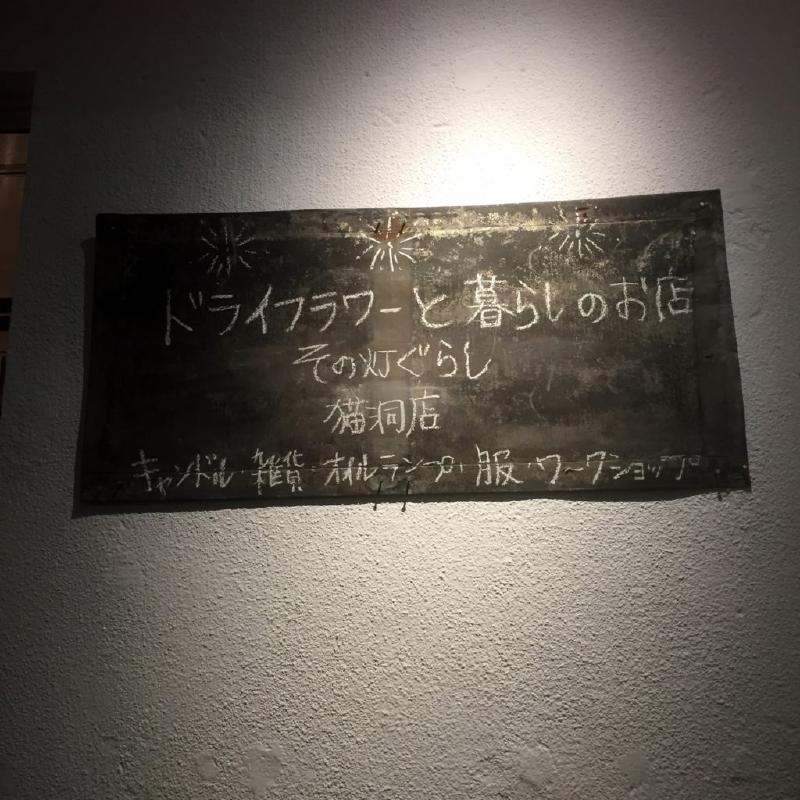 ドライフラワーと暮らしのお店
その灯ぐらし
猫洞店
キャンドル・雑貨 オイルランプ・服・ワークショップ